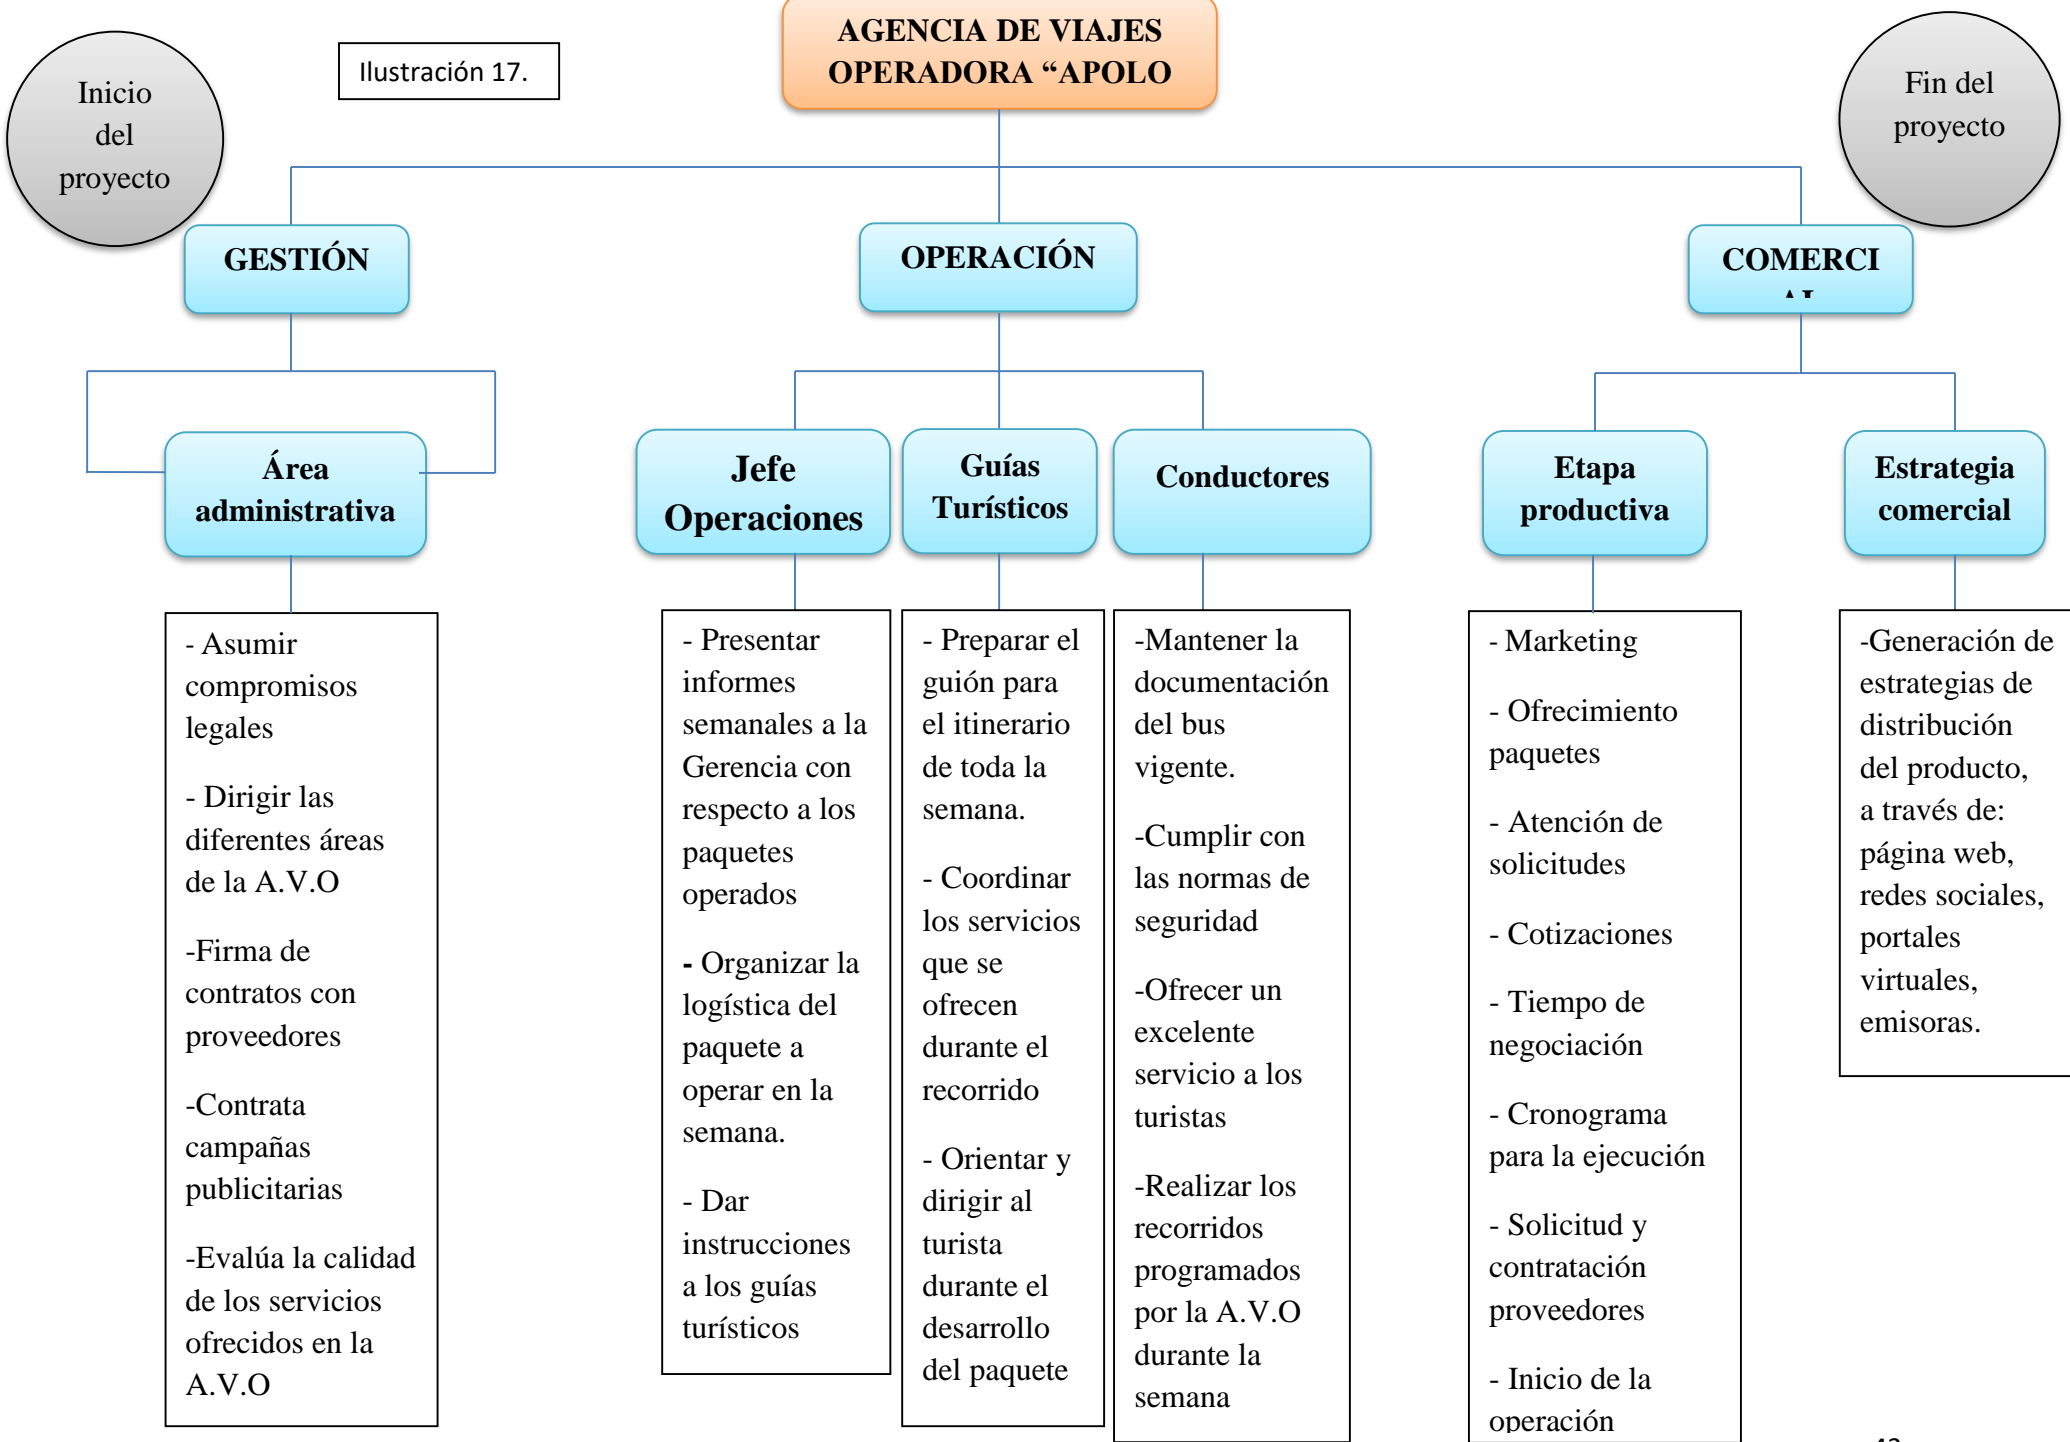 AGENCIA DE VIAJES
OPERADORA “APOLO
Ilustración 17.
Inicio
del
proyecto
Fin del
proyecto
GESTIÓN
OPERACIÓN
COMERCI
AL
Área
administrativa
Jefe
Operaciones
Guías
Turísticos
Conductores
Etapa
productiva
Estrategia
comercial
- Asumir
compromisos
legales
- Dirigir las
diferentes áreas
de la A.V.O
-Firma de
contratos con
proveedores
-Contrata
campañas
publicitarias
-Evalúa la calidad
de los servicios
ofrecidos en la
A.V.O
- Presentar
informes
semanales a la
Gerencia con
respecto a los
paquetes
operados
- Organizar la
logística del
paquete a
operar en la
semana.
- Dar
instrucciones
a los guías
turísticos
- Preparar el
guión para
el itinerario
de toda la
semana.
- Coordinar
los servicios
que se
ofrecen
durante el
recorrido
- Orientar y
dirigir al
turista
durante el
desarrollo
del paquete
-Mantener la
documentación
del bus
vigente.
-Cumplir con
las normas de
seguridad
-Ofrecer un
excelente
servicio a los
turistas
-Realizar los
recorridos
programados
por la A.V.O
durante la
semana
- Marketing
- Ofrecimiento
paquetes
- Atención de
solicitudes
- Cotizaciones
- Tiempo de
negociación
- Cronograma
para la ejecución
- Solicitud y
contratación
proveedores
- Inicio de la
operación
-Generación de
estrategias de
distribución
del producto,
a través de:
página web,
redes sociales,
portales
virtuales,
emisoras.